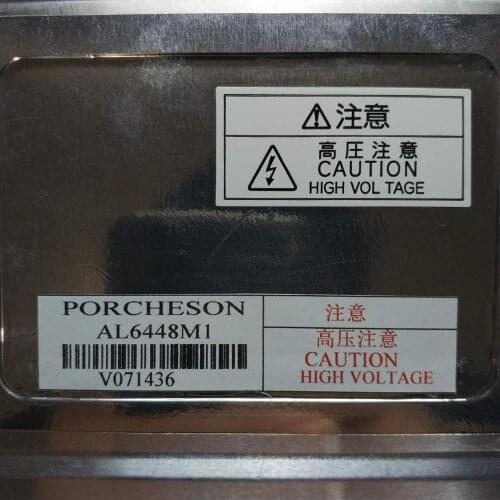 ⚠注意
高圧注意
CAUTION
HIGH VOL TAGE
PORCHESON
AL6448M1
V071436
注意
高压注意
CAUTION
HIGH VOLTAGE